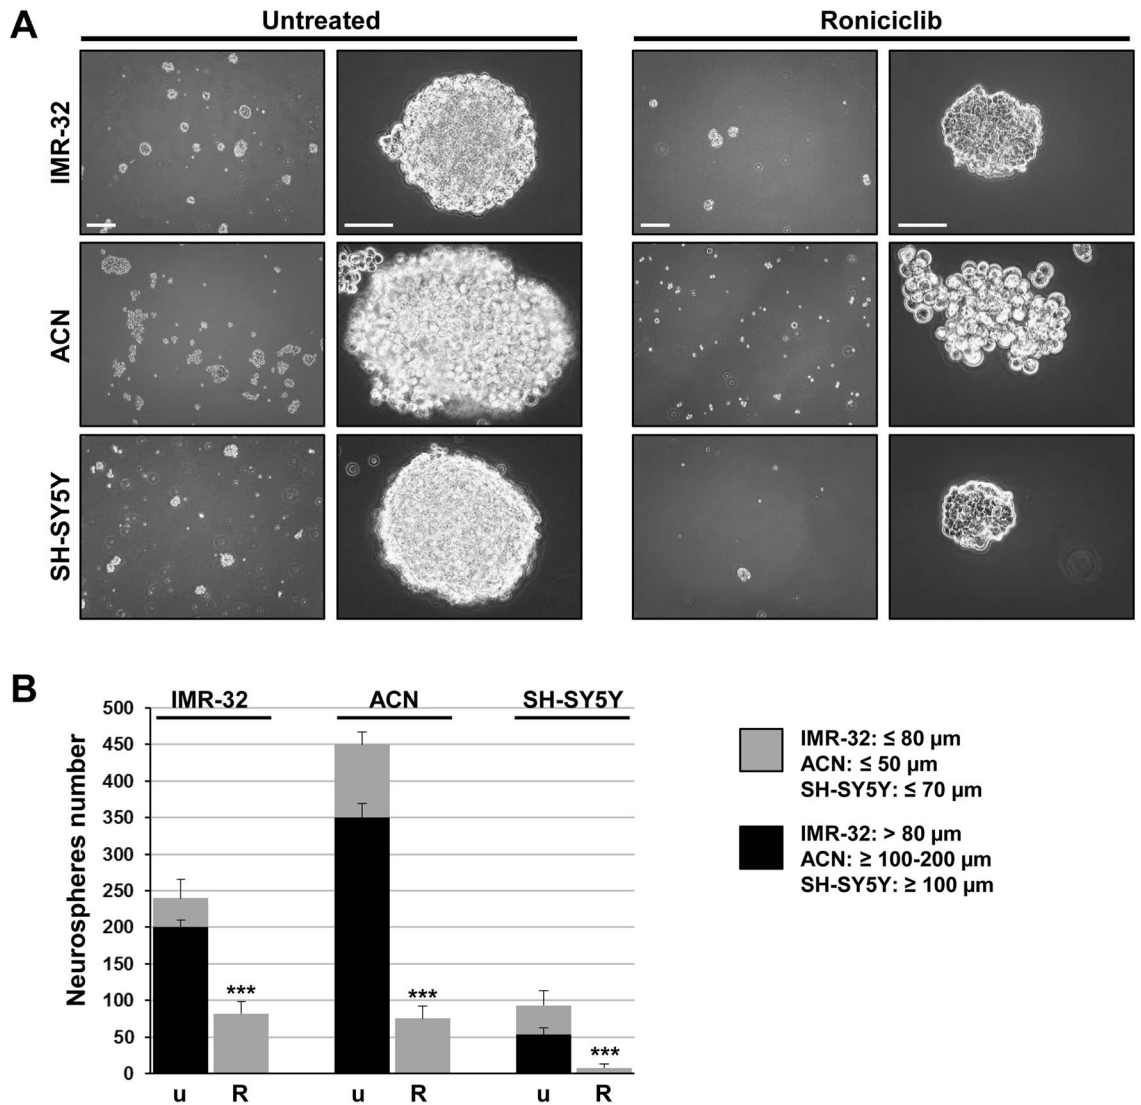 A
Untreated
Roniciclib
IMR-32
ACN
SH-SY5Y
B
IMR-32
ACN
SH-SY5Y
Neurospheres number
500
450
400
350
300
250
200
150
100
50
0
***
***
***
u
R
u
R
u
R
IMR-32: ≤ 80 µm
ACN: ≤ 50 µm
SH-SY5Y: ≤ 70 µm
IMR-32: > 80 µm
ACN: ≥ 100-200 µm
SH-SY5Y: ≥ 100 µm